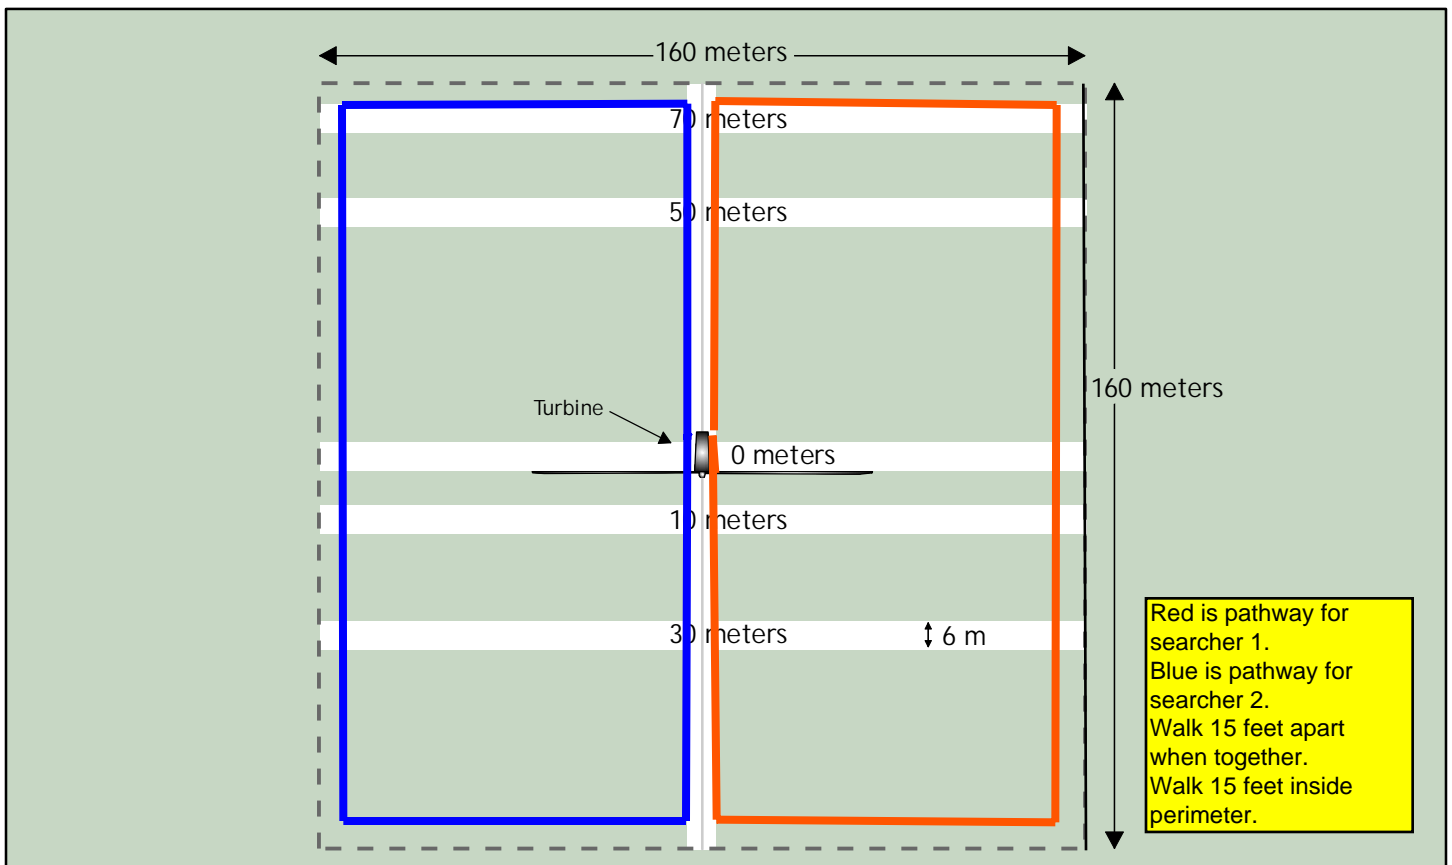 160 meters
70 meters
50 meters
160 meters
Turbine
0 meters
10 meters
30 meters
6 m
Red is pathway for
searcher 1.
Blue is pathway for
searcher 2.
Walk 15 feet apart
when together.
Walk 15 feet inside
perimeter.